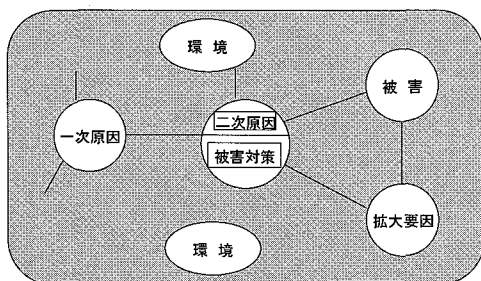 環境
被害
一次原因
二次原因
被害対策
拡大要因
環境